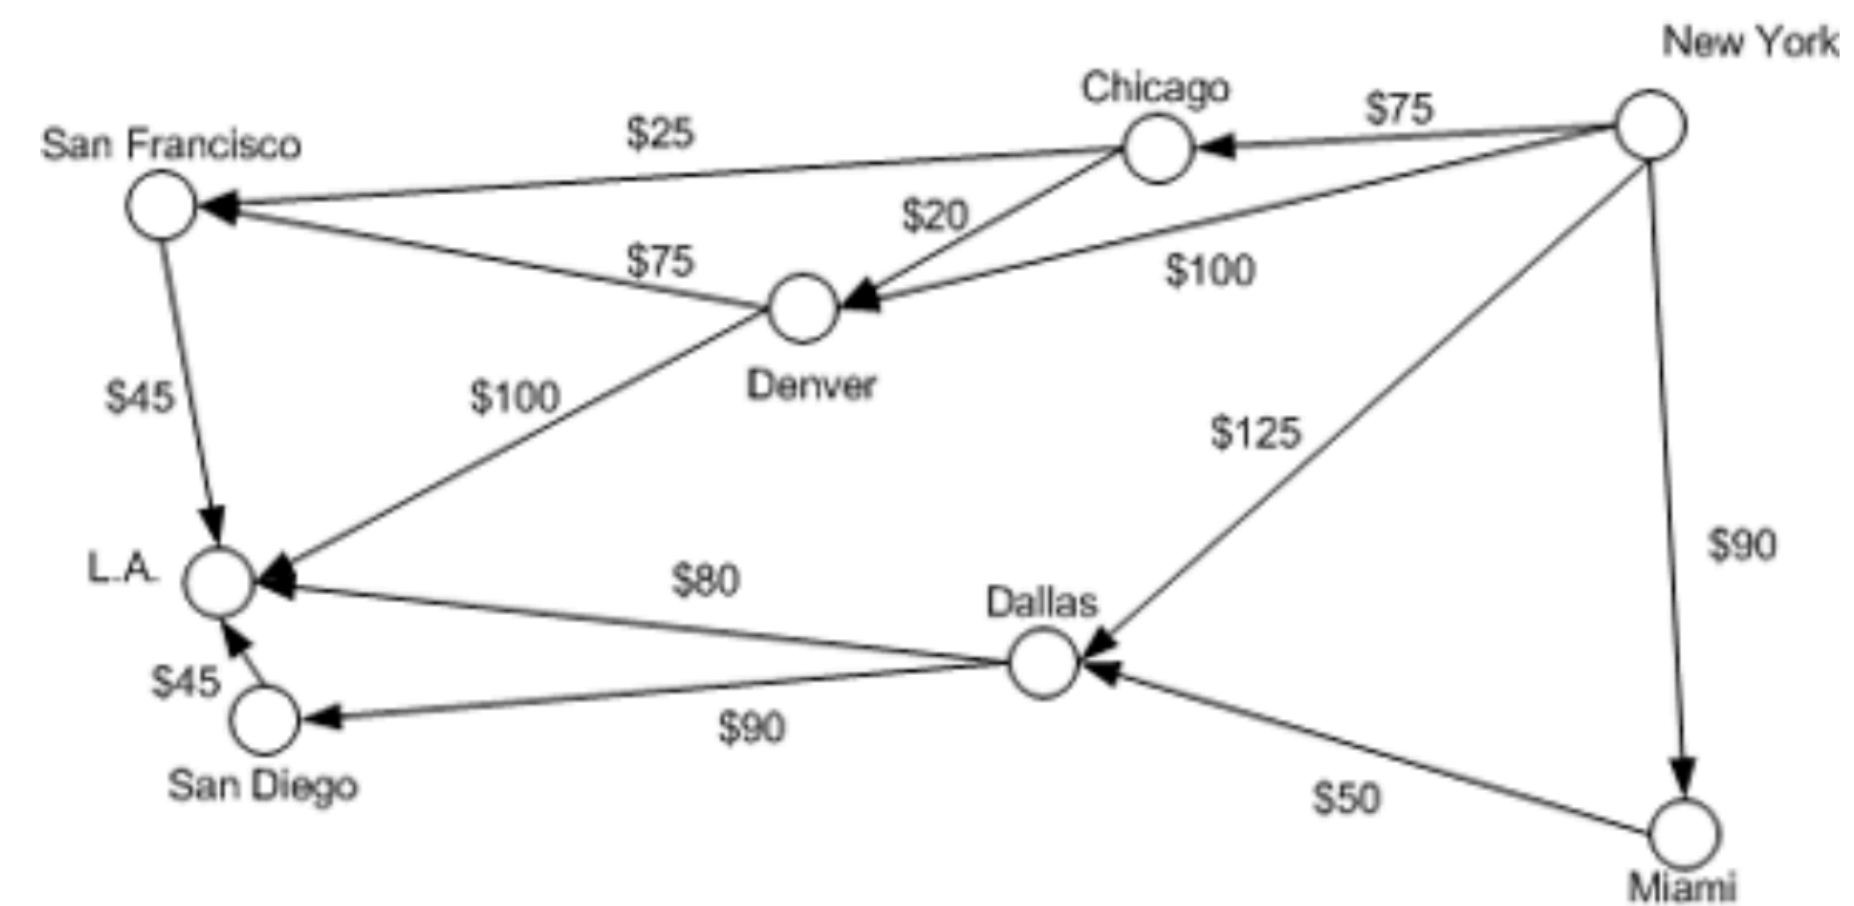 New York
Chicago
$75
$25
San Francisco
$20
$75
$100
Denver
$45
$100
$125
$90
L.A.
$80
Dallas
$45
$90
San Diego
$50
Miami